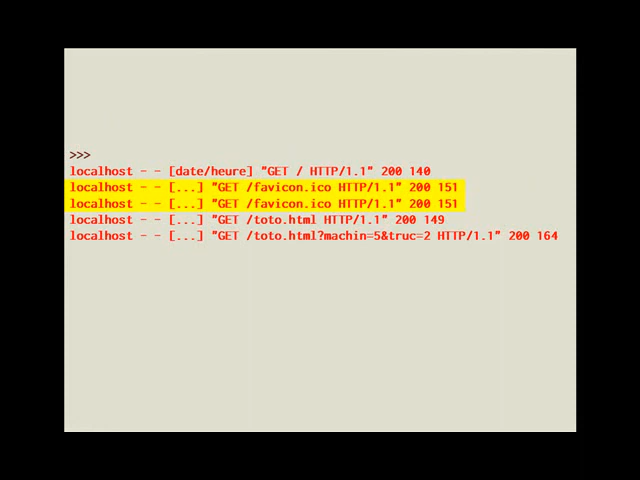 >>>
localhost - - [date/heure] "GET / HTTP/1.1" 200 140
localhost - - [...] "GET /favicon.ico HTTP/1.1" 200 151
localhost - - [...] "GET /favicon.ico HTTP/1.1" 200 151
localhost - - [...] "GET /toto.html HTTP/1.1" 200 149
localhost - - [...] "GET /toto.html?machin=5&truc=2 HTTP/1.1" 200 164